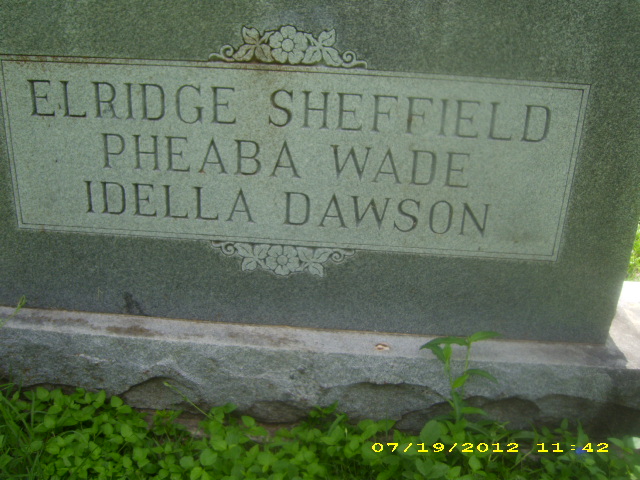 ELRIDGE SHEFFIELD
PHEABA WADE
IDELLA DAWSON
07/19/2012 11:42